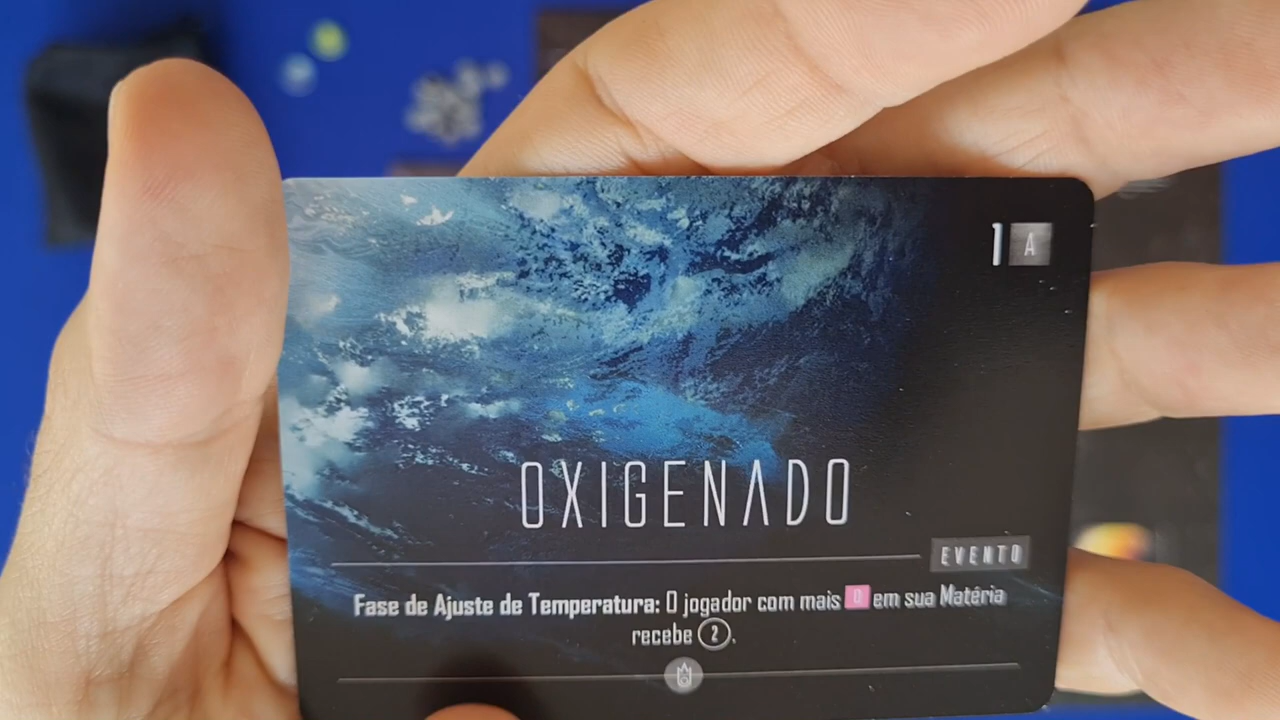 1 A
OXIGENADO
EVENTO
Fase de Ajuste de Temperatura: O jogador com mais O em sua Matéria
recebe 2.